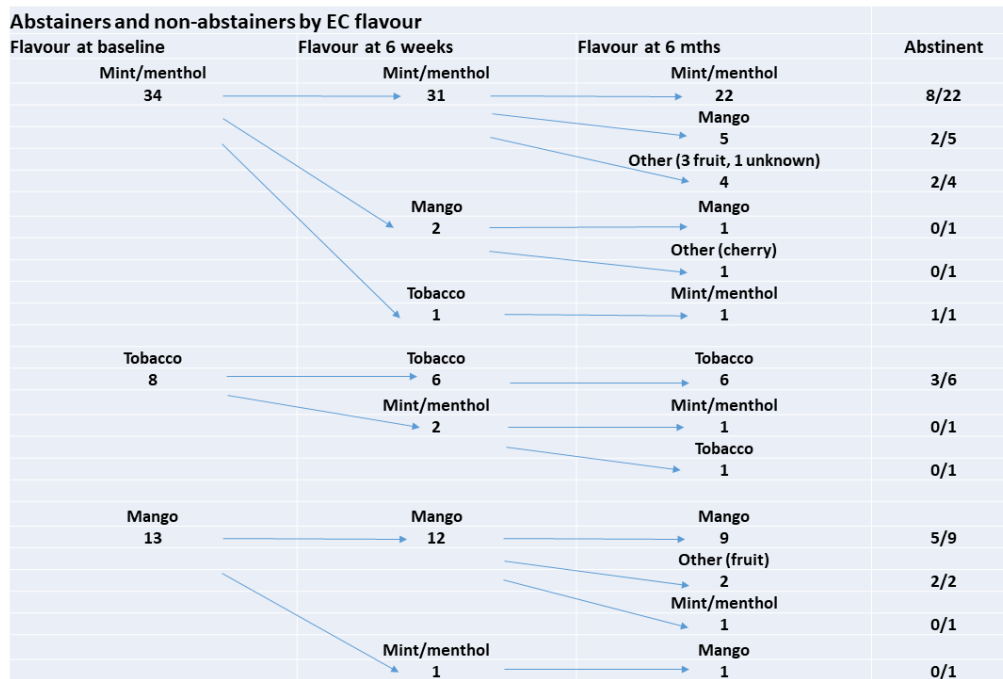 Abstainers and non-abstainers by EC flavour
Flavour at baseline Flavour at 6 weeks Flavour at 6 mths Abstinent
Mint/menthol Mint/menthol Mint/menthol
34 31 22 8/22
Mango
5 2/5
Other (3 fruit, 1 unknown)
4 2/4
Mango Mango
2 1 0/1
Other (cherry)
1 0/1
Tobacco Mint/menthol
1 1 1/1
Tobacco Tobacco Tobacco
8 6 6 3/6
Mint/menthol Mint/menthol
2 1 0/1
Tobacco
1 0/1
Mango Mango Mango
13 12 9 5/9
Other (fruit)
2 2/2
Mint/menthol
1 0/1
Mint/menthol Mango
1 1 0/1